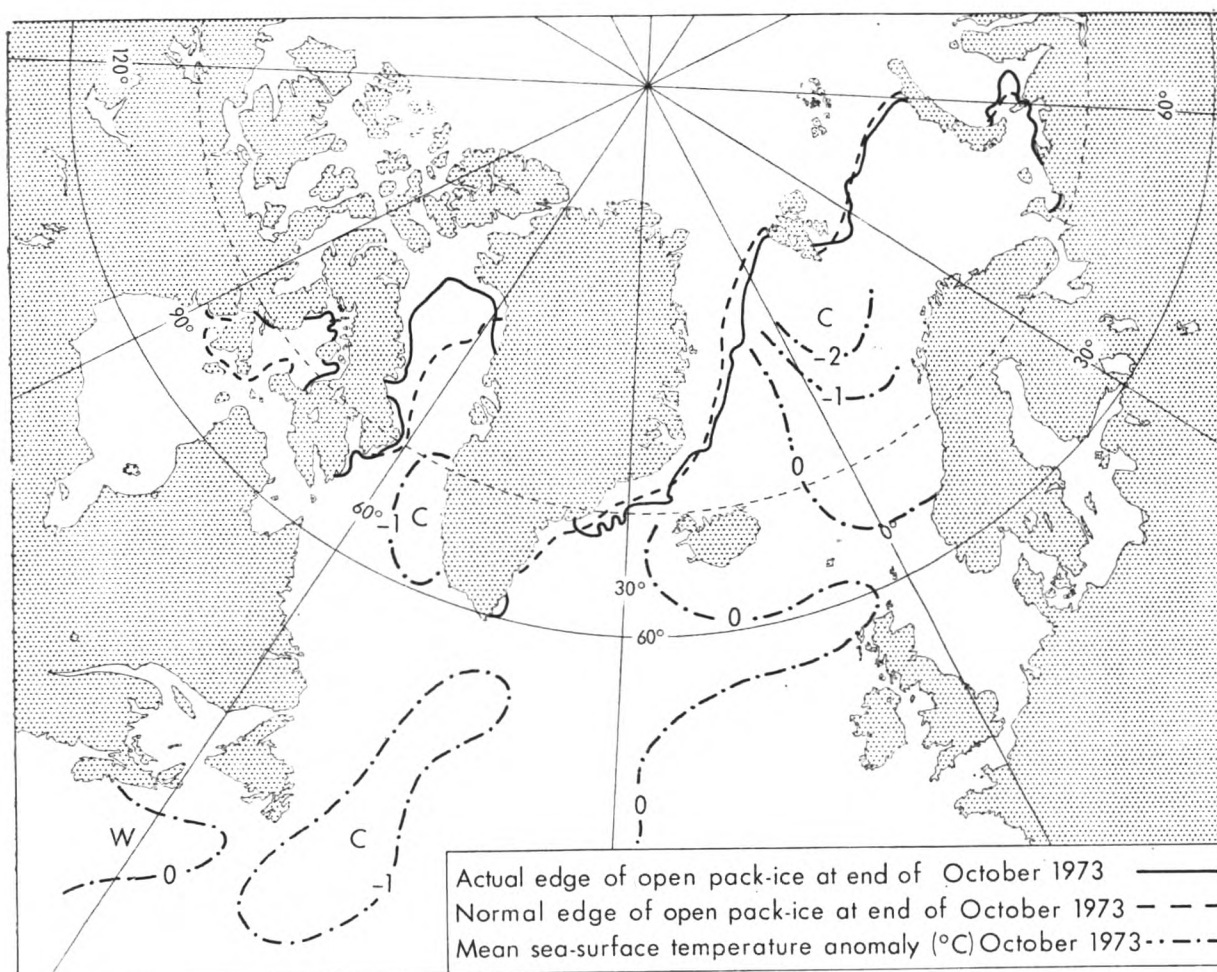 120°
60°
90°
C
-2
30°
-1
0
60°
-1
C
0°
30°
0
60°
0
W
C
0
-1
Actual edge of open pack-ice at end of October 1973
Normal edge of open pack-ice at end of October 1973
Mean sea-surface temperature anomaly (°C) October 1973